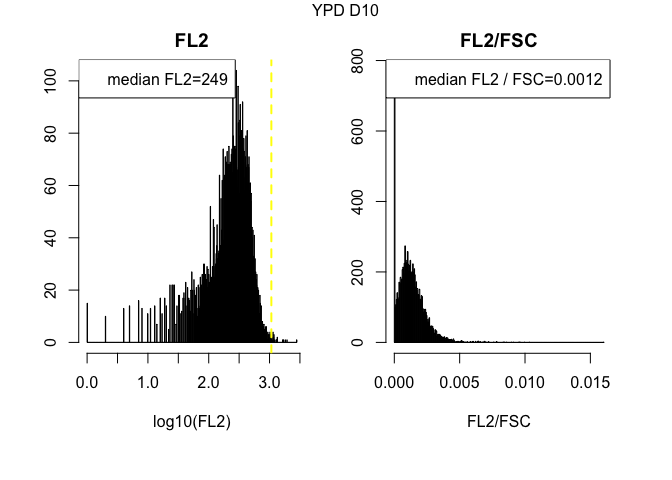 YPD D10
FL2
median FL2=249
0 20 40 60 80 100
0.0 1.0 2.0 3.0
log10(FL2)
FL2/FSC
median FL2 / FSC=0.0012
0 200 400 600 800
0.000 0.005 0.010 0.015
FL2/FSC